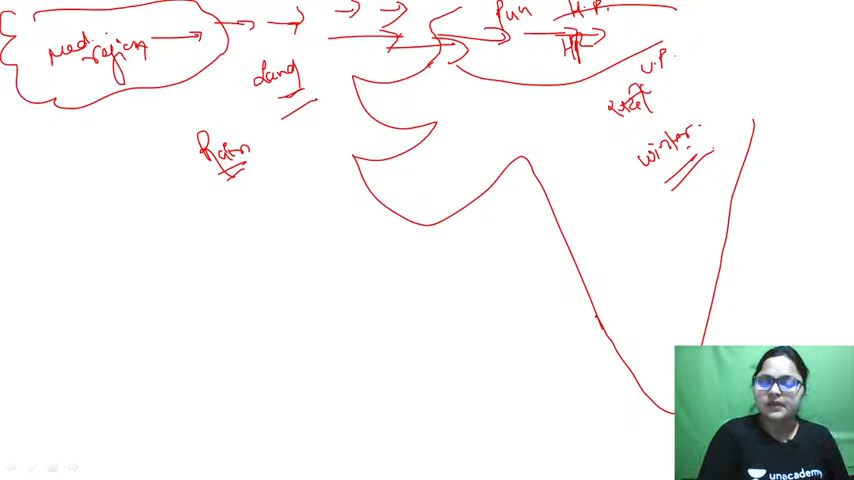 Pun
H.P.
Med.
region
HP
U.P.
Land
Rain
winter.
unacademy